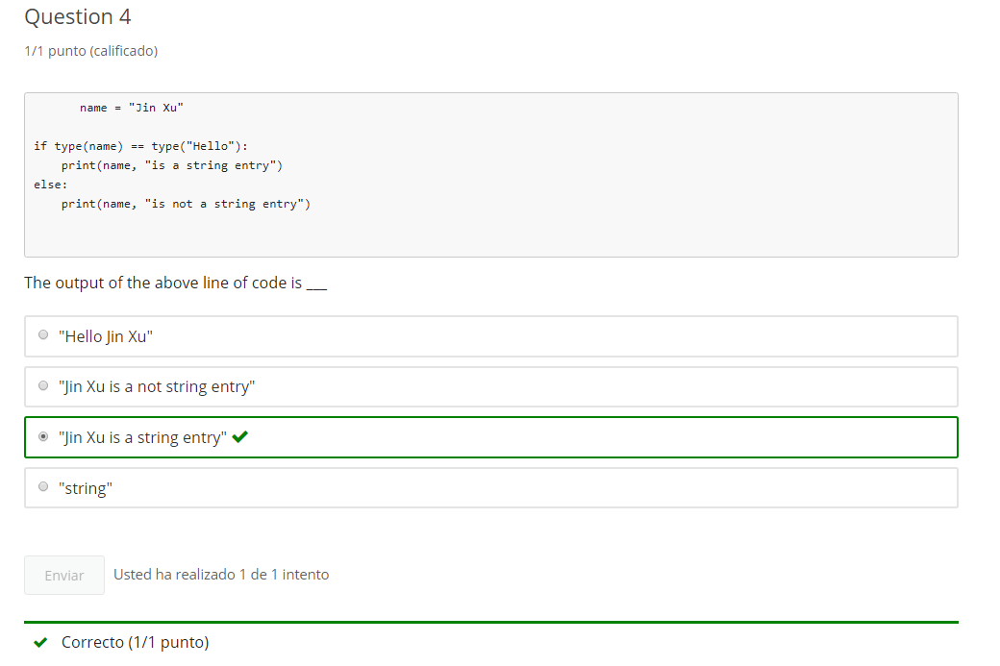 Question 4
1/1 punto (calificado)
name = "Jin Xu"
if type(name) == type("Hello"):
print(name, "is a string entry")
else:
print(name, "is not a string entry")
The output of the above line of code is ___
"Hello Jin Xu"
"Jin Xu is a not string entry"
"Jin Xu is a string entry"
"string"
Enviar
Usted ha realizado 1 de 1 intento
Correcto (1/1 punto)